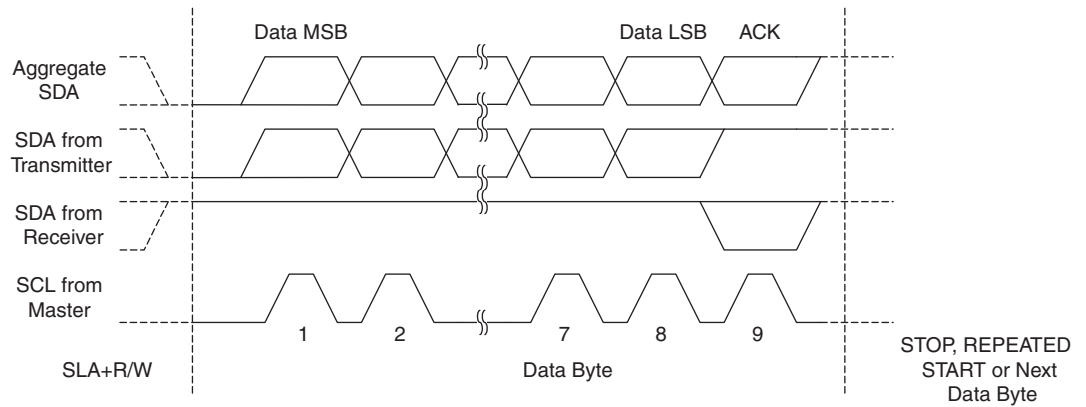 Data MSB
Data LSB
ACK
Aggregate
SDA
SDA from
Transmitter
SDA from
Receiver
SCL from
Master
1
2
7
8
9
SLA+R/W
Data Byte
STOP, REPEATED
START or Next
Data Byte